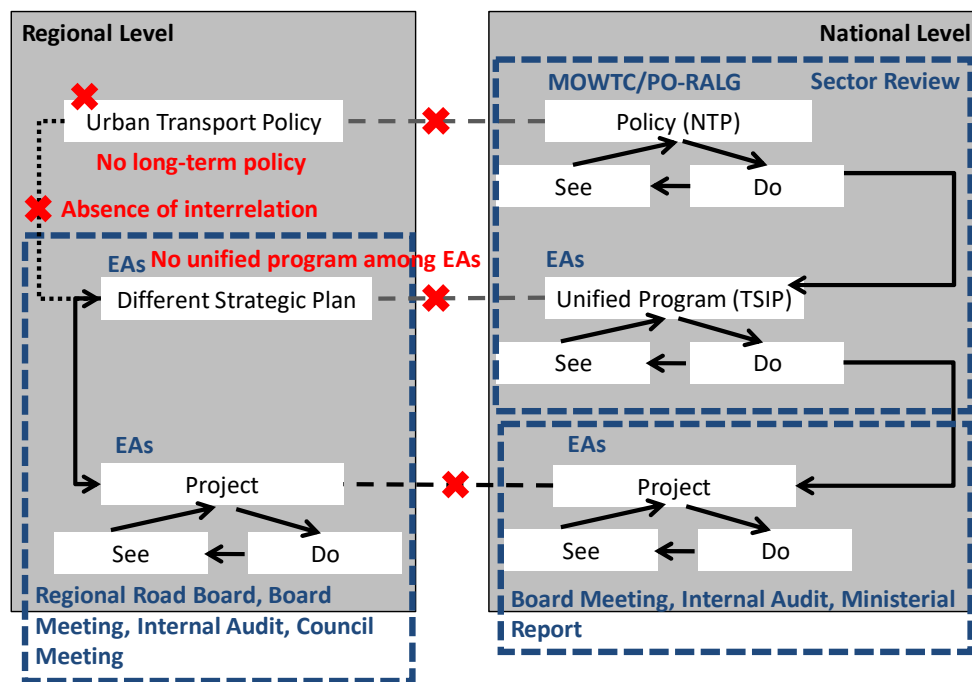 Regional Level
Urban Transport Policy
No long-term policy
Absence of interrelation
No unified program among EAs
EAs
Different Strategic Plan
EAs
Project
See
Do
Regional Road Board, Board
Meeting, Internal Audit, Council
Meeting
National Level
MOWTC/PO-RALG
Sector Review
Policy (NTP)
See
Do
EAs
Unified Program (TSIP)
See
Do
EAs
Project
See
Do
Board Meeting, Internal Audit, Ministerial
Report